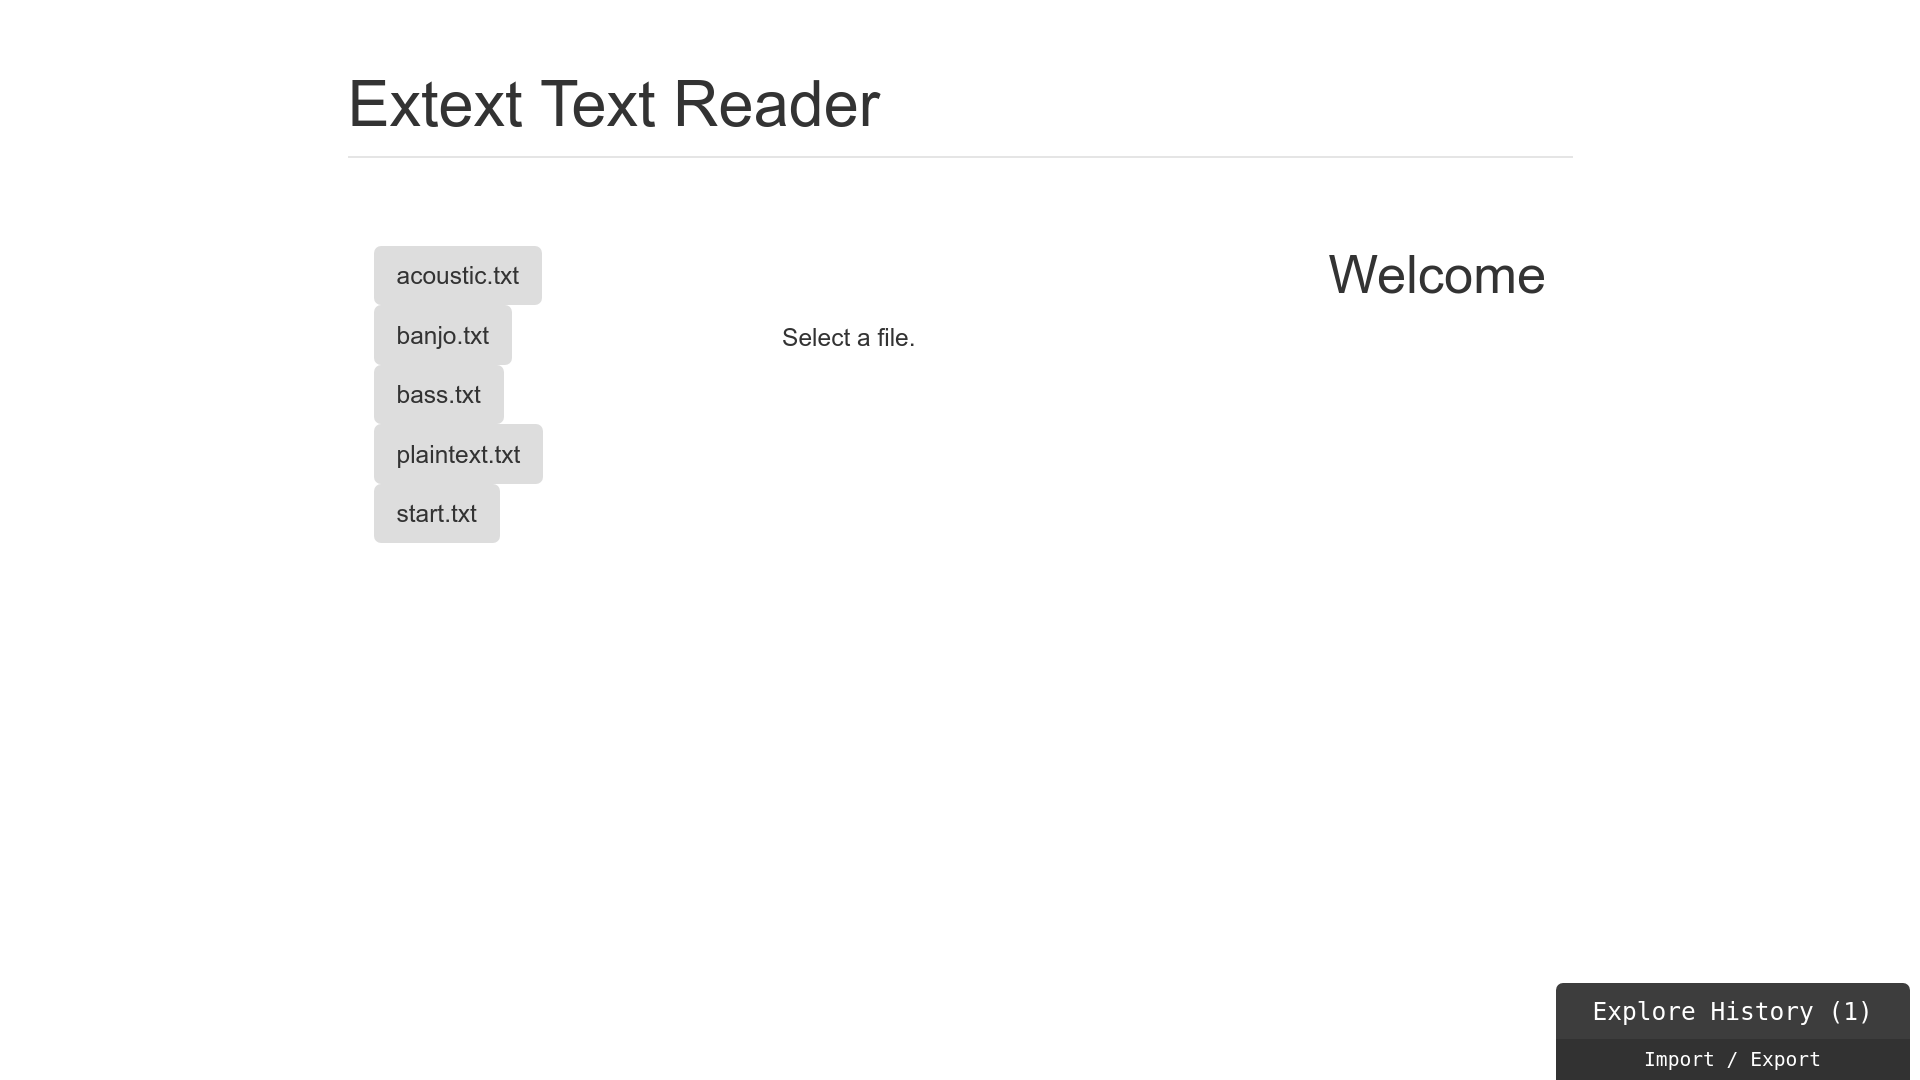 Extext Text Reader
acoustic.txt
banjo.txt
bass.txt
plaintext.txt
start.txt
Welcome
Select a file.
Explore History (1)
Import / Export